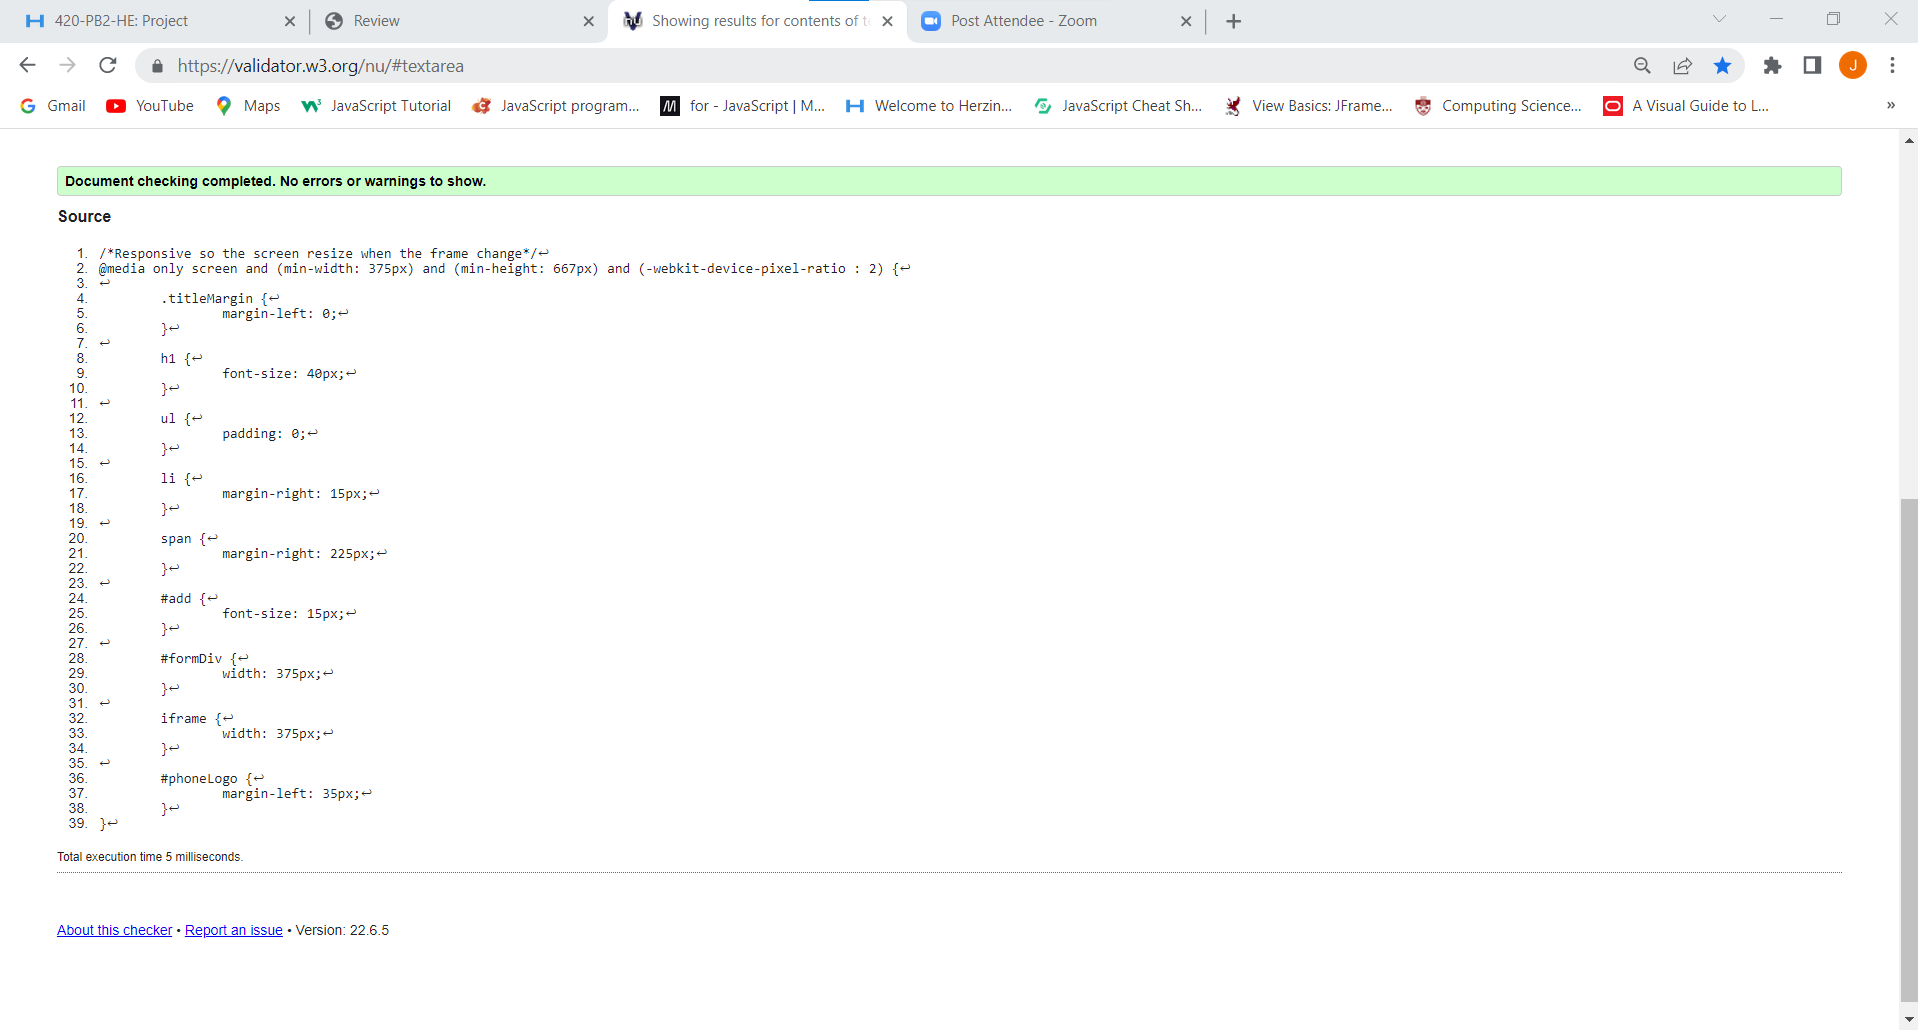 420-PB2-HE: Project
Review
Showing results for contents of te
Post Attendee - Zoom
https://validator.w3.org/nu/#textarea
J
Gmail
YouTube
Maps
JavaScript Tutorial
JavaScript program...
for - JavaScript | M...
Welcome to Herzin...
JavaScript Cheat Sh...
View Basics: JFrame...
Computing Science...
A Visual Guide to L...
»
Document checking completed. No errors or warnings to show.
Source
1. /*Responsive so the screen resize when the frame change*/↩
2. @media only screen and (min-width: 375px) and (min-height: 667px) and (-webkit-device-pixel-ratio : 2) {↩
3. ↩
4. .titleMargin {↩
5. margin-left: 0;↩
6. }↩
7. ↩
8. h1 {↩
9. font-size: 40px;↩
10. }↩
11. ↩
12. ul {↩
13. padding: 0;↩
14. }↩
15. ↩
16. li {↩
17. margin-right: 15px;↩
18. }↩
19. ↩
20. span {↩
21. margin-right: 225px;↩
22. }↩
23. ↩
24. #add {↩
25. font-size: 15px;↩
26. }↩
27. ↩
28. #formDiv {↩
29. width: 375px;↩
30. }↩
31. ↩
32. iframe {↩
33. width: 375px;↩
34. }↩
35. ↩
36. #phoneLogo {↩
37. margin-left: 35px;↩
38. }↩
39. }↩
Total execution time 5 milliseconds.
About this checker • Report an issue • Version: 22.6.5